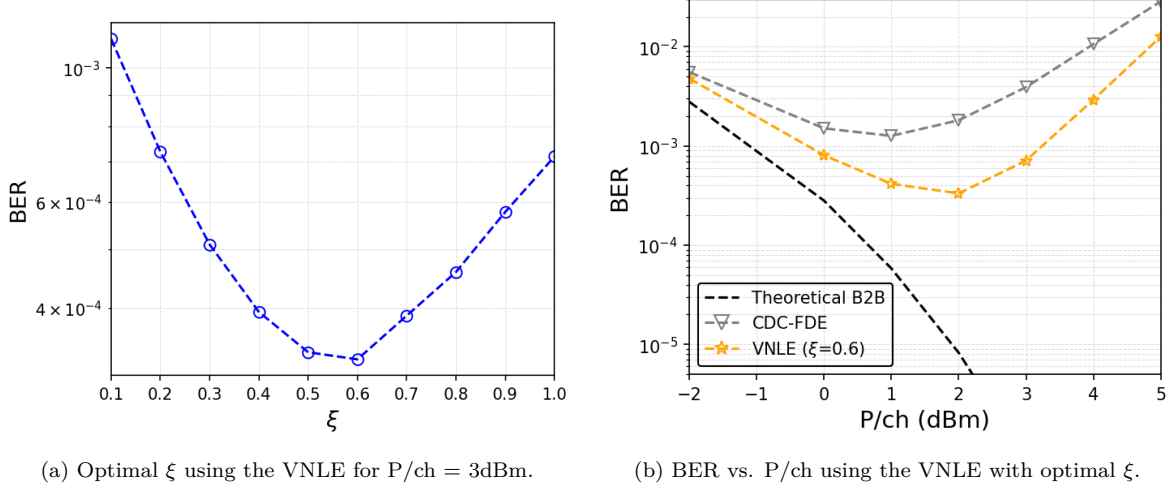 BER
10⁻³
6 × 10⁻⁴
4 × 10⁻⁴
0.1 0.2 0.3 0.4 0.5 0.6 0.7 0.8 0.9 1.0
ξ
(a) Optimal ξ using the VNLE for P/ch = 3dBm.
BER
10⁻²
10⁻³
10⁻⁴
10⁻⁵
Theoretical B2B
CDC-FDE
VNLE (ξ=0.6)
−2 −1 0 1 2 3 4 5
P/ch (dBm)
(b) BER vs. P/ch using the VNLE with optimal ξ.